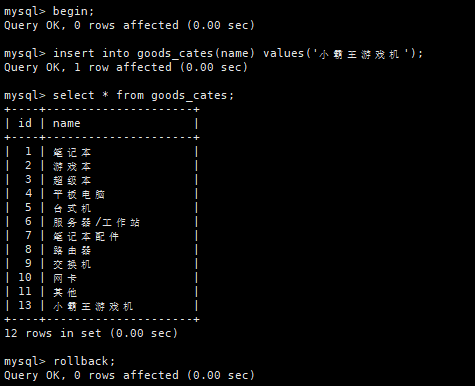 mysql> begin;
Query OK, 0 rows affected (0.00 sec)
mysql> insert into goods_cates(name) values('小霸王游戏机');
Query OK, 1 row affected (0.00 sec)
mysql> select * from goods_cates;
+----+---------------------+
| id | name |
+----+---------------------+
| 1 | 笔记本 |
| 2 | 游戏本 |
| 3 | 超级本 |
| 4 | 平板电脑 |
| 5 | 台式机 |
| 6 | 服务器/工作站 |
| 7 | 笔记本配件 |
| 8 | 路由器 |
| 9 | 交换机 |
| 10 | 网卡 |
| 11 | 其他 |
| 13 | 小霸王游戏机 |
+----+---------------------+
12 rows in set (0.00 sec)
mysql> rollback;
Query OK, 0 rows affected (0.00 sec)